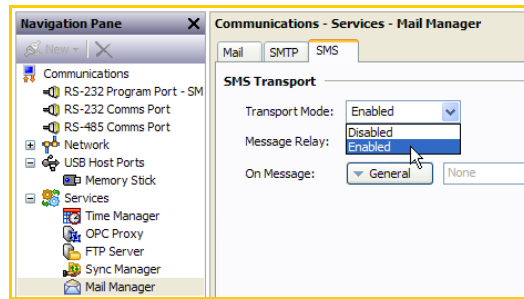 Navigation Pane
New
Communications
RS-232 Program Port - SM
RS-232 Comms Port
RS-485 Comms Port
Network
USB Host Ports
Memory Stick
Services
Time Manager
OPC Proxy
FTP Server
Sync Manager
Mail Manager
Communications - Services - Mail Manager
Mail SMTP SMS
SMS Transport
Transport Mode: Enabled
Disabled
Message Relay: Enabled
On Message: General None